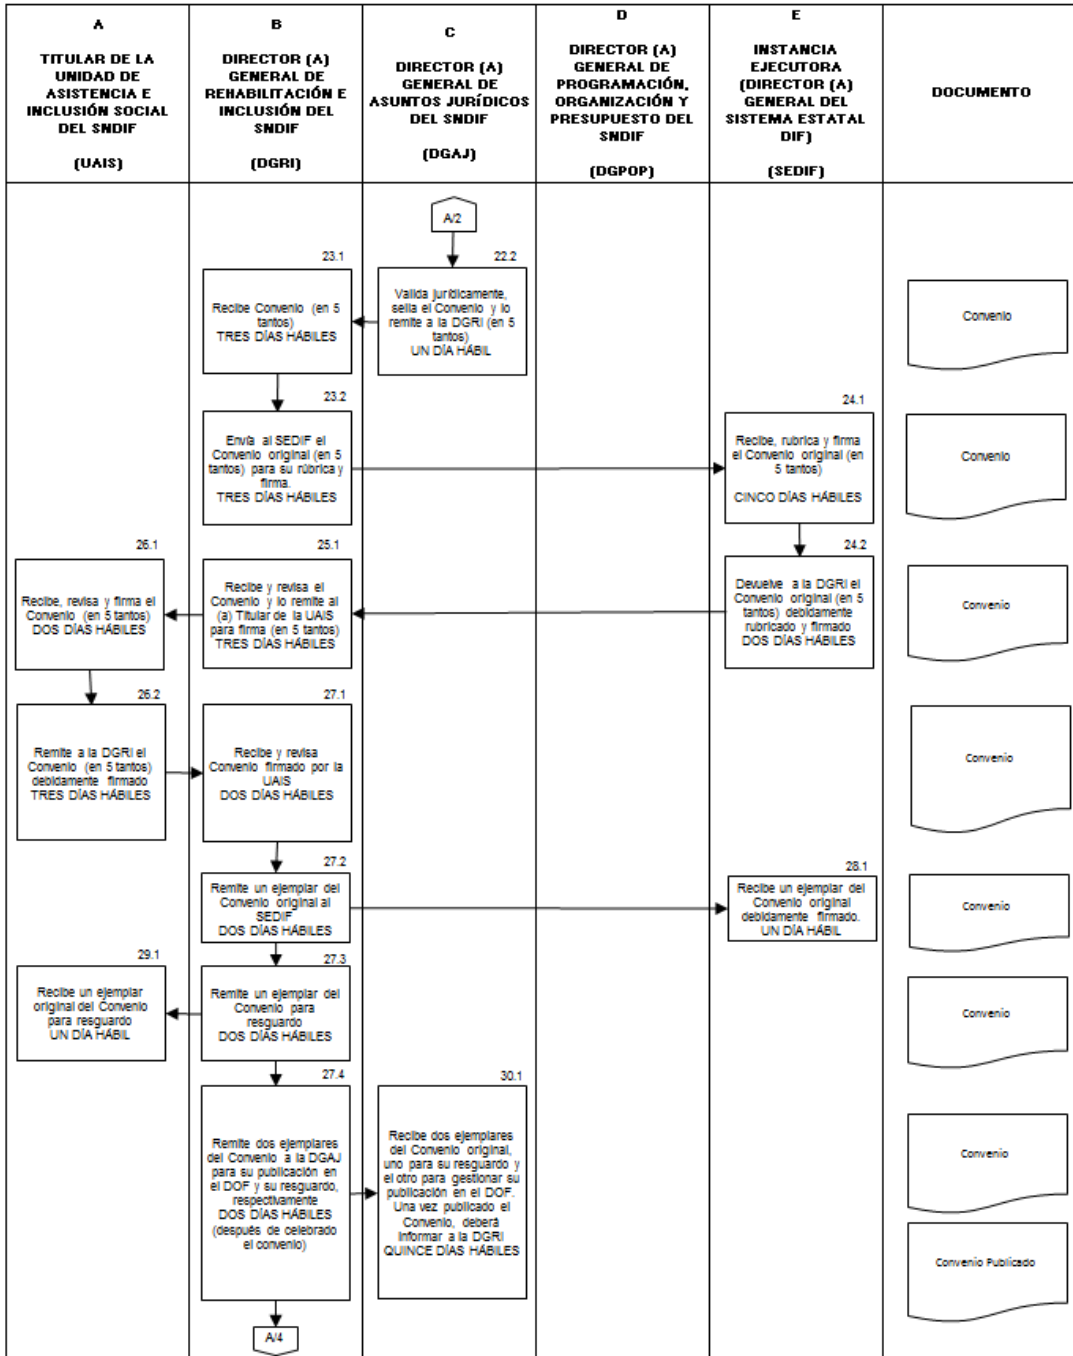 A
TITULAR DE LA
UNIDAD DE
ASISTENCIA E
INCLUSIÓN SOCIAL
DEL SNDIF
(UAIS)
B
DIRECTOR (A)
GENERAL DE
REHABILITACIÓN E
INCLUSIÓN DEL
SNDIF
(DGRI)
C
DIRECTOR (A)
GENERAL DE
ASUNTOS JURÍDICOS
DEL SNDIF
(DGAJ)
D
DIRECTOR (A)
GENERAL DE
PROGRAMACIÓN,
ORGANIZACIÓN Y
PRESUPUESTO DEL
SNDIF
(DGPOP)
E
INSTANCIA
EJECUTORA
(DIRECTOR (A)
GENERAL DEL
SISTEMA ESTATAL
DIF)
(SEDIF)
DOCUMENTO
A/2
22.2
Valida jurídicamente,
sella el Convenio y lo
remite a la DGRI (en 5
tantos)
UN DÍA HÁBIL
23.1
Recibe Convenio (en 5
tantos)
TRES DÍAS HÁBILES
Convenio
23.2
Envía al SEDIF el
Convenio original (en 5
tantos) para su rúbrica y
firma.
TRES DÍAS HÁBILES
24.1
Recibe, rubrica y firma
el Convenio original (en
5 tantos)
CINCO DÍAS HÁBILES
Convenio
24.2
Devuelve a la DGRI el
Convenio original (en 5
tantos) debidamente
rubricado y firmado
DOS DÍAS HÁBILES
25.1
Recibe y revisa el
Convenio y lo remite al
(a) Titular de la UAIS
para firma (en 5 tantos)
TRES DÍAS HÁBILES
26.1
Recibe, revisa y firma el
Convenio (en 5 tantos)
DOS DÍAS HÁBILES
Convenio
26.2
Remite a la DGRI el
Convenio (en 5 tantos)
debidamente firmado
TRES DÍAS HÁBILES
27.1
Recibe y revisa
Convenio firmado por la
UAIS
DOS DÍAS HÁBILES
Convenio
27.2
Remite un ejemplar del
Convenio original al
SEDIF
DOS DÍAS HÁBILES
28.1
Recibe un ejemplar del
Convenio original
debidamente firmado.
UN DÍA HÁBIL
Convenio
27.3
Remite un ejemplar del
Convenio para
resguardo
DOS DÍAS HÁBILES
29.1
Recibe un ejemplar
original del Convenio
para resguardo
UN DÍA HÁBIL
Convenio
27.4
Remite dos ejemplares
del Convenio a la DGAJ
para su publicación en
el DOF y su resguardo,
respectivamente
DOS DÍAS HÁBILES
(después de celebrado
el convenio)
30.1
Recibe dos ejemplares
del Convenio original,
uno para su resguardo y
el otro para gestionar su
publicación en el DOF.
Una vez publicado el
Convenio, deberá
informar a la DGRI
QUINCE DÍAS HÁBILES
Convenio
Convenio Publicado
A/4